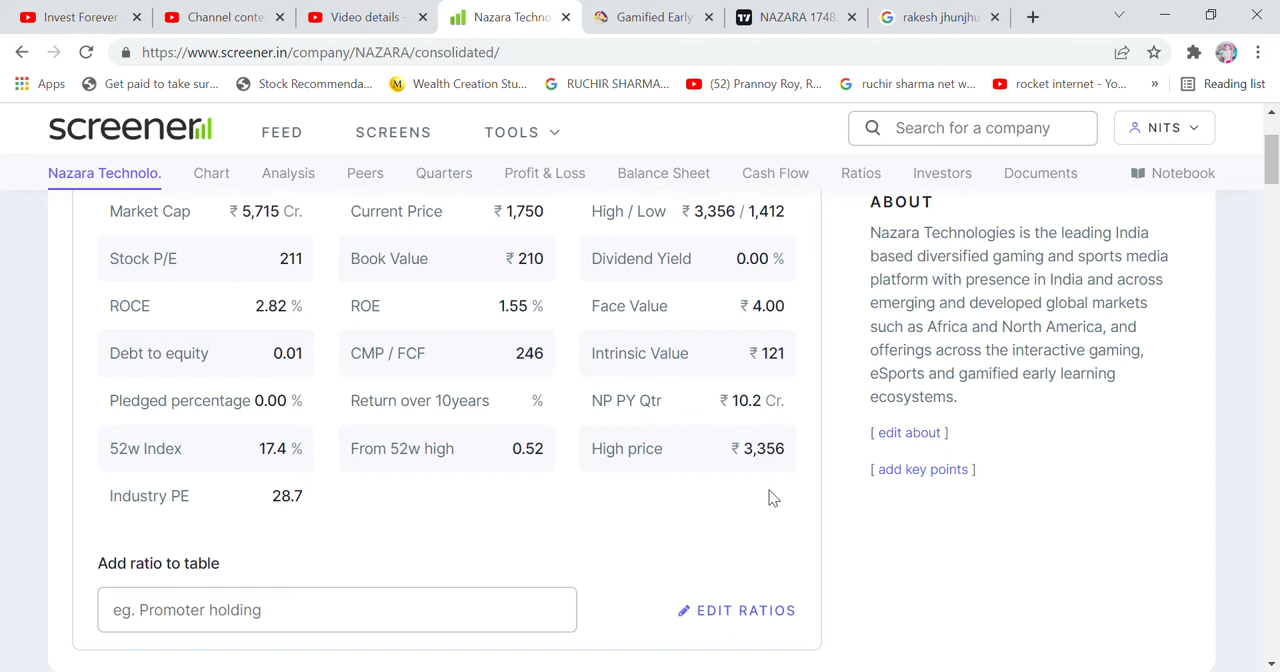 Invest Forever
Channel conte
Video details -
Nazara Techno
Gamified Early
NAZARA 1748.
rakesh jhunjhu
https://www.screener.in/company/NAZARA/consolidated/
Apps
Get paid to take sur...
Stock Recommenda...
Wealth Creation Stu...
RUCHIR SHARMA...
(52) Prannoy Roy, R...
ruchir sharma net w...
rocket internet - Yo...
»
Reading list
screener
FEED
SCREENS
TOOLS
Search for a company
NITS
Nazara Technolo.
Chart
Analysis
Peers
Quarters
Profit & Loss
Balance Sheet
Cash Flow
Ratios
Investors
Documents
Notebook
Market Cap ₹ 5,715 Cr.
Current Price ₹ 1,750
High / Low ₹ 3,356 / 1,412
Stock P/E 211
Book Value ₹ 210
Dividend Yield 0.00 %
ROCE 2.82 %
ROE 1.55 %
Face Value ₹ 4.00
Debt to equity 0.01
CMP / FCF 246
Intrinsic Value ₹ 121
Pledged percentage 0.00 %
Return over 10years %
NP PY Qtr ₹ 10.2 Cr.
52w Index 17.4 %
From 52w high 0.52
High price ₹ 3,356
Industry PE 28.7
Add ratio to table
eg. Promoter holding
EDIT RATIOS
ABOUT
Nazara Technologies is the leading India
based diversified gaming and sports media
platform with presence in India and across
emerging and developed global markets
such as Africa and North America, and
offerings across the interactive gaming,
eSports and gamified early learning
ecosystems.
[ edit about ]
[ add key points ]